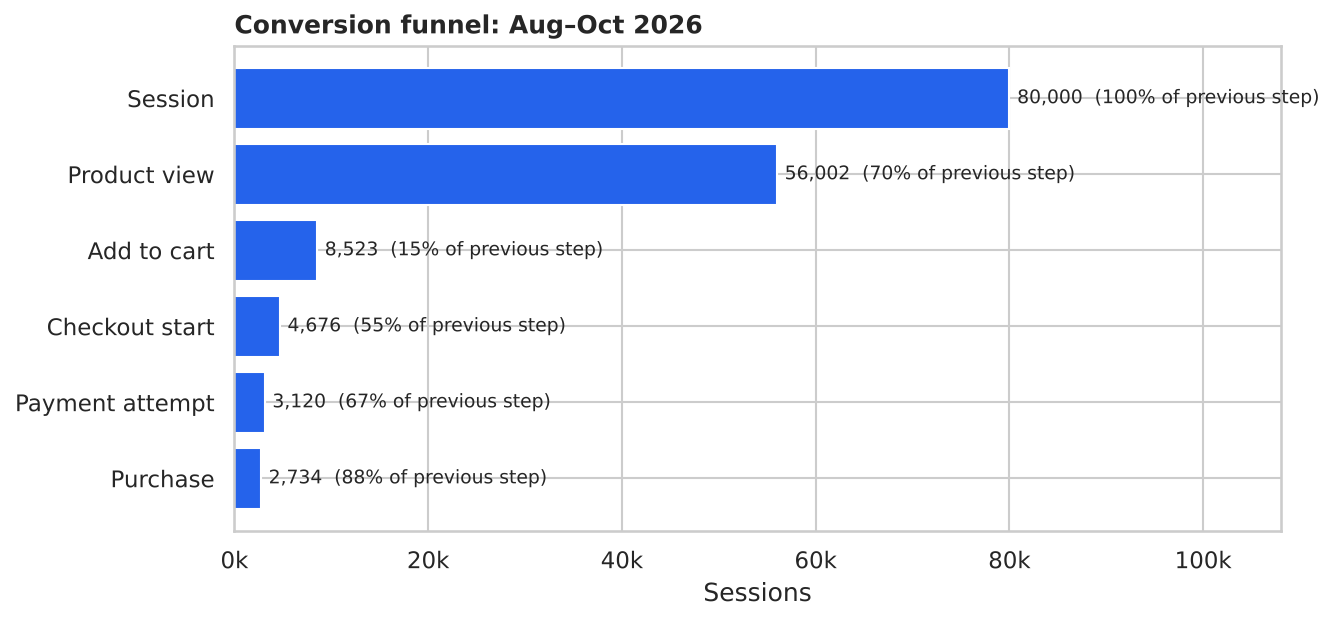 Conversion funnel: Aug–Oct 2026
Session
80,000 (100% of previous step)
Product view
56,002 (70% of previous step)
Add to cart
8,523 (15% of previous step)
Checkout start
4,676 (55% of previous step)
Payment attempt
3,120 (67% of previous step)
Purchase
2,734 (88% of previous step)
0k 20k 40k 60k 80k 100k
Sessions